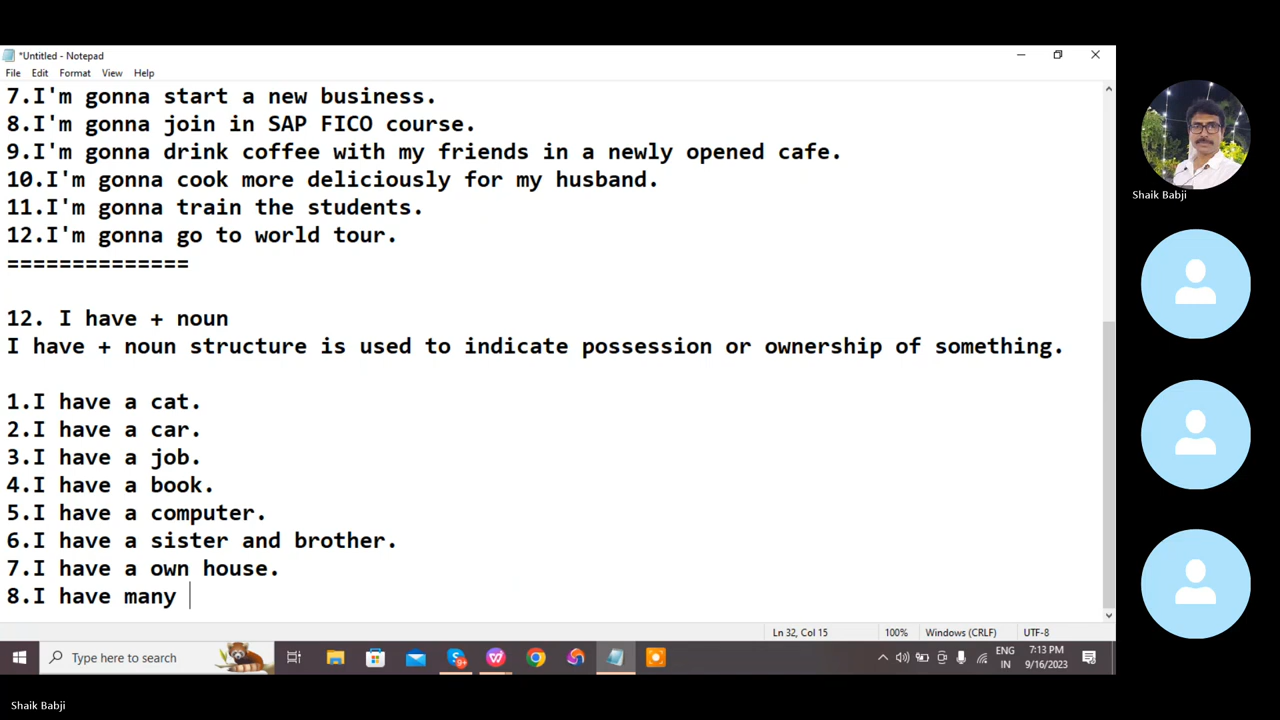 *Untitled - Notepad
File Edit Format View Help
7.I'm gonna start a new business.
8.I'm gonna join in SAP FICO course.
9.I'm gonna drink coffee with my friends in a newly opened cafe.
10.I'm gonna cook more deliciously for my husband.
11.I'm gonna train the students.
12.I'm gonna go to world tour.
==============
12. I have + noun
I have + noun structure is used to indicate possession or ownership of something.
1.I have a cat.
2.I have a car.
3.I have a job.
4.I have a book.
5.I have a computer.
6.I have a sister and brother.
7.I have a own house.
8.I have many
Ln 32, Col 15 100% Windows (CRLF) UTF-8
Type here to search
ENG
IN
7:13 PM
9/16/2023
Shaik Babji
Shaik Babji